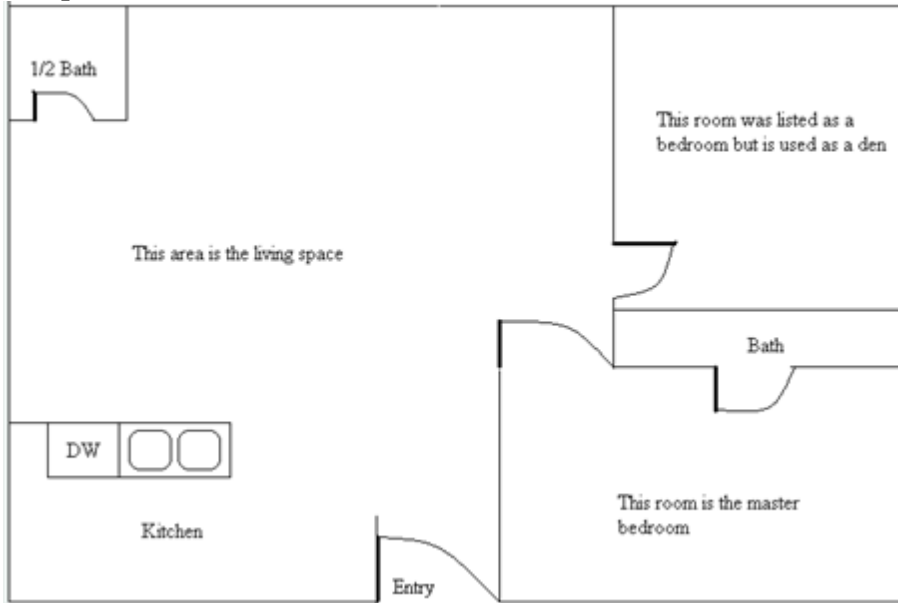 1/2 Bath
This room was listed as a
bedroom but is used as a den
This area is the living space
Bath
DW
This room is the master
bedroom
Kitchen
Entry